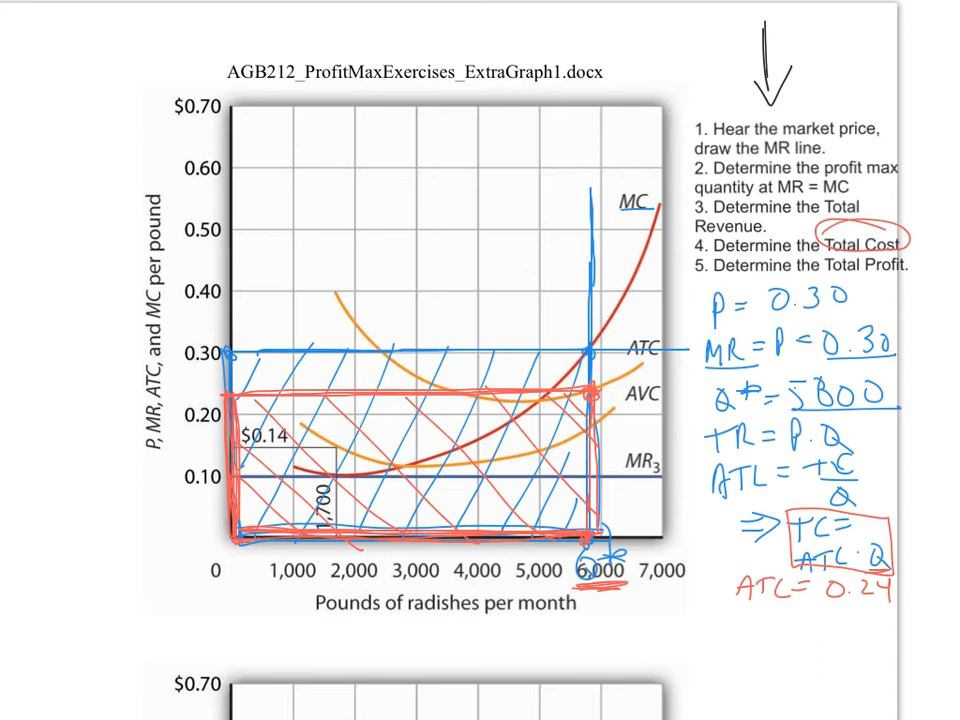 AGB212_ProfitMaxExercises_ExtraGraph1.docx
$0.70
0.60
0.50
0.40
0.30
0.20
0.10
0
P, MR, ATC, and MC per pound
MC
ATC
AVC
MR3
$0.14
1,700
Q*
1,000 2,000 3,000 4,000 5,000 6,000 7,000
Pounds of radishes per month
1. Hear the market price,
draw the MR line.
2. Determine the profit max
quantity at MR = MC
3. Determine the Total
Revenue.
4. Determine the Total Cost
5. Determine the Total Profit.
P = 0.30
MR = P = 0.30
Q* = 5800
TR = P.Q
ATC = TC
Q
⇒ TC =
ATC . Q
ATC = 0.24
$0.70